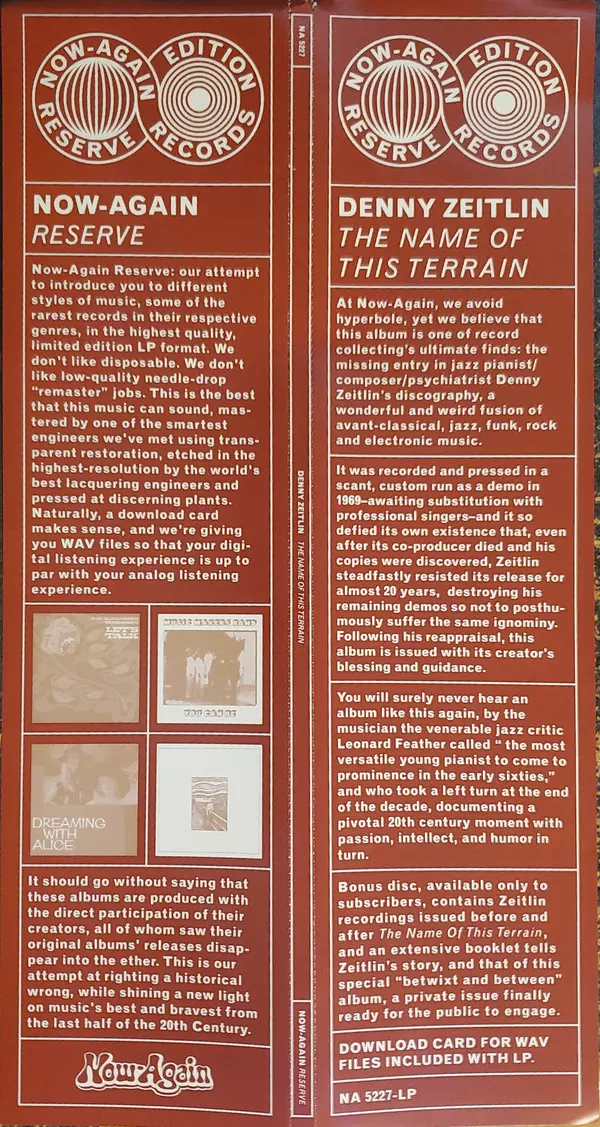 NOW-AGAIN
RESERVE
EDITION
RECORDS
NOW-AGAIN
RESERVE
Now-Again Reserve: our attempt
to introduce you to different
styles of music, some of the
rarest records in their respective
genres, in the highest quality,
limited edition LP format. We
don't like disposable. We don't
like low-quality needle-drop
"remaster" jobs. This is the best
that this music can sound, mas-
tered by one of the smartest
engineers we've met using trans-
parent restoration, etched in the
highest-resolution by the world's
best lacquering engineers and
pressed at discerning plants.
Naturally, a download card
makes sense, and we're giving
you WAV files so that your digi-
tal listening experience is up to
par with your analog listening
experience.
LET'S
TALK
MUSIC MAKERS BAND
YOU CAN BE
DREAMING
WITH
ALICE
It should go without saying that
these albums are produced with
the direct participation of their
creators, all of whom saw their
original albums' releases disap-
pear into the ether. This is our
attempt at righting a historical
wrong, while shining a new light
on music's best and bravest from
the last half of the 20th Century.
Now-Again
NA 5227
DENNY ZEITLIN THE NAME OF THIS TERRAIN
NOW-AGAIN RESERVE
NOW-AGAIN
RESERVE
EDITION
RECORDS
DENNY ZEITLIN
THE NAME OF
THIS TERRAIN
At Now-Again, we avoid
hyperbole, yet we believe that
this album is one of record
collecting's ultimate finds: the
missing entry in jazz pianist/
composer/psychiatrist Denny
Zeitlin's discography, a
wonderful and weird fusion of
avant-classical, jazz, funk, rock
and electronic music.
It was recorded and pressed in a
scant, custom run as a demo in
1969–awaiting substitution with
professional singers–and it so
defied its own existence that, even
after its co-producer died and his
copies were discovered, Zeitlin
steadfastly resisted its release for
almost 20 years, destroying his
remaining demos so not to posthu-
mously suffer the same ignominy.
Following his reappraisal, this
album is issued with its creator's
blessing and guidance.
You will surely never hear an
album like this again, by the
musician the venerable jazz critic
Leonard Feather called " the most
versatile young pianist to come to
prominence in the early sixties,"
and who took a left turn at the end
of the decade, documenting a
pivotal 20th century moment with
passion, intellect, and humor in
turn.
Bonus disc, available only to
subscribers, contains Zeitlin
recordings issued before and
after The Name Of This Terrain,
and an extensive booklet tells
Zeitlin's story, and that of this
special "betwixt and between"
album, a private issue finally
ready for the public to engage.
DOWNLOAD CARD FOR WAV
FILES INCLUDED WITH LP.
NA 5227-LP